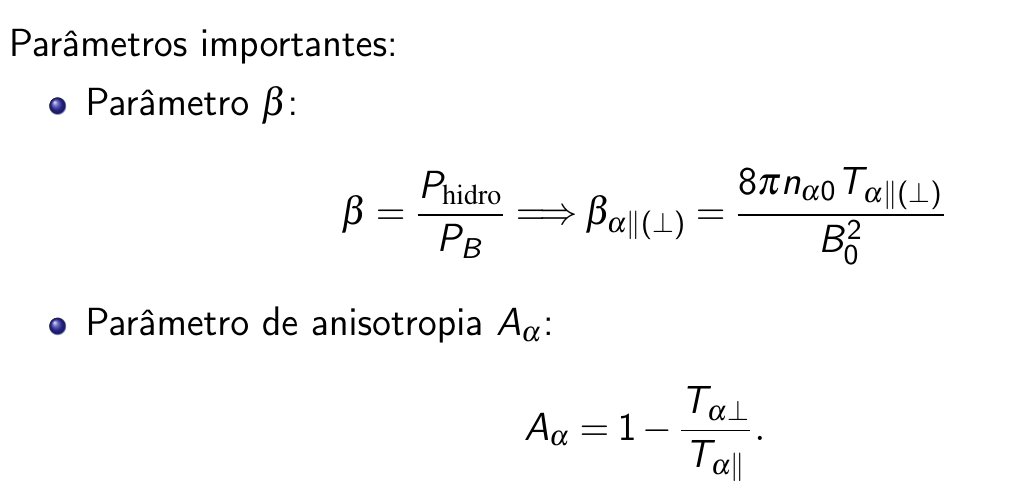 Parâmetros importantes:
• Parâmetro β:
β = P_hidro / P_B ⟹ β_α∥(⊥) = 8πn_α0 T_α∥(⊥) / B_0^2
• Parâmetro de anisotropia A_α:
A_α = 1 − T_α⊥ / T_α∥.